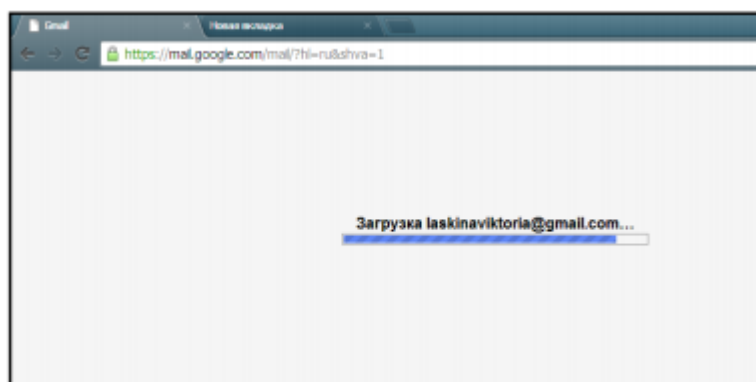 Gmail
Новая вкладка
https://mail.google.com/mail/?hl=ru&shva=1
Загрузка laskinaviktoria@gmail.com...